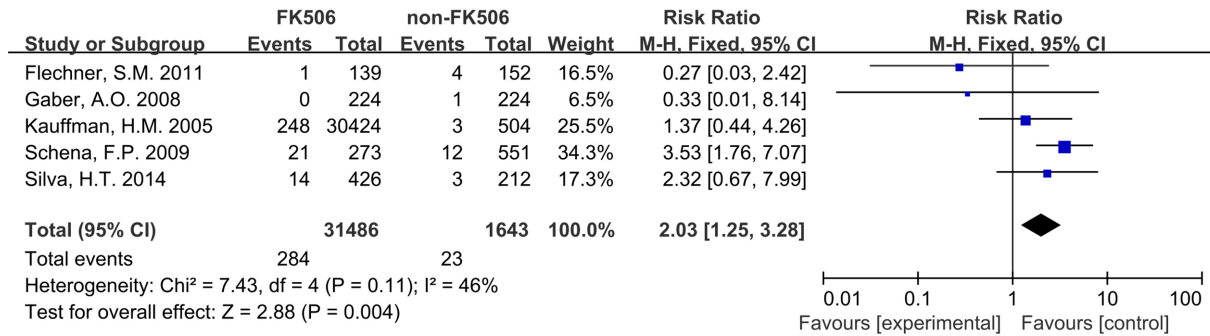 FK506 non-FK506 Risk Ratio Risk Ratio
Study or Subgroup Events Total Events Total Weight M-H, Fixed, 95% CI M-H, Fixed, 95% CI
Flechner, S.M. 2011 1 139 4 152 16.5% 0.27 [0.03, 2.42]
Gaber, A.O. 2008 0 224 1 224 6.5% 0.33 [0.01, 8.14]
Kauffman, H.M. 2005 248 30424 3 504 25.5% 1.37 [0.44, 4.26]
Schena, F.P. 2009 21 273 12 551 34.3% 3.53 [1.76, 7.07]
Silva, H.T. 2014 14 426 3 212 17.3% 2.32 [0.67, 7.99]
Total (95% CI) 31486 1643 100.0% 2.03 [1.25, 3.28]
Total events 284 23
Heterogeneity: Chi² = 7.43, df = 4 (P = 0.11); I² = 46%
Test for overall effect: Z = 2.88 (P = 0.004)
0.01 0.1 1 10 100
Favours [experimental] Favours [control]